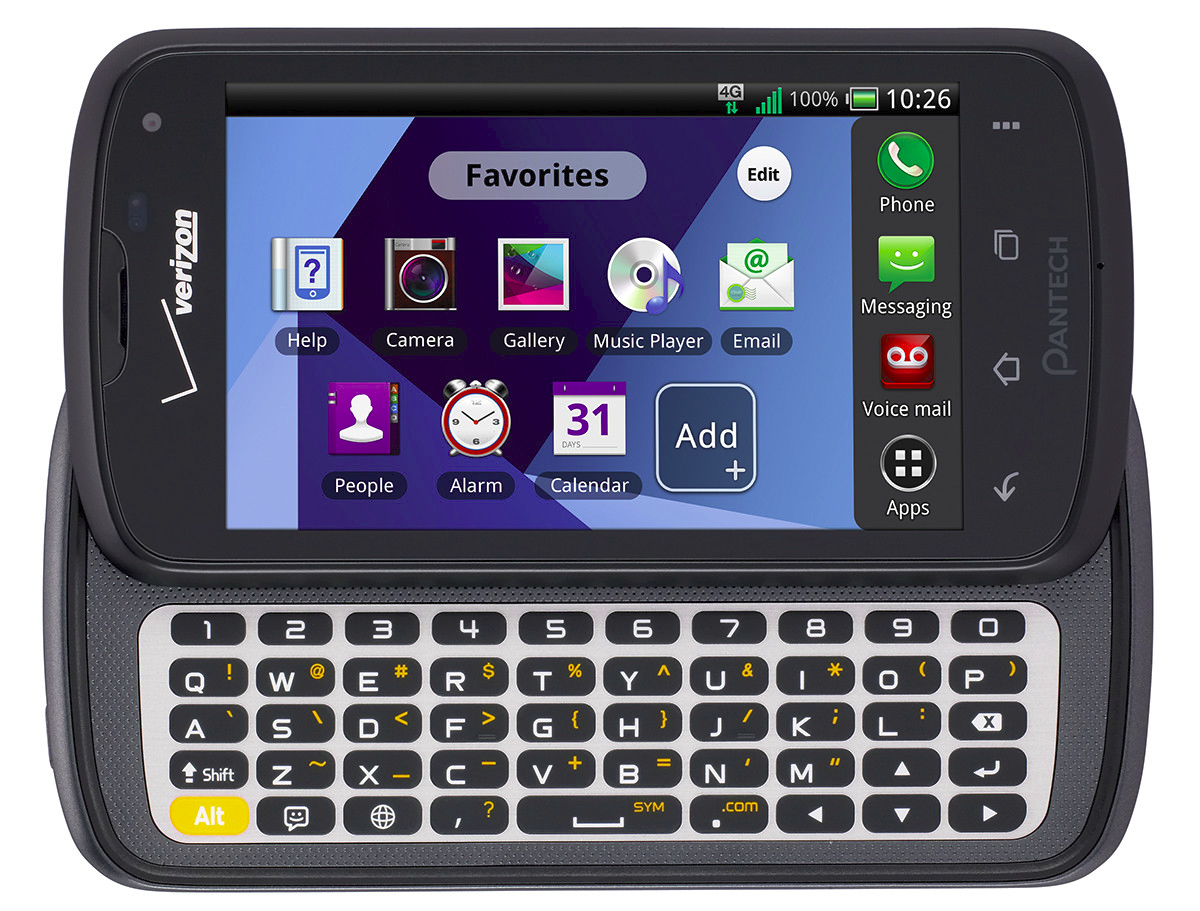 4G 100% 10:26
Favorites
Edit
Phone
Help
Camera
Gallery
Music Player
Email
Messaging
Voice mail
People
Alarm
31
DAYS
Calendar
Add
+
Apps
verizon
PANTECH
1 2 3 4 5 6 7 8 9 0
Q ! W @ E # R $ T % Y ^ U & I * O ( P )
A ` S \ D < F > G { H } J / K ; L :
Shift Z ~ X _ C - V + B = N ' M "
Alt , ? SYM . .com